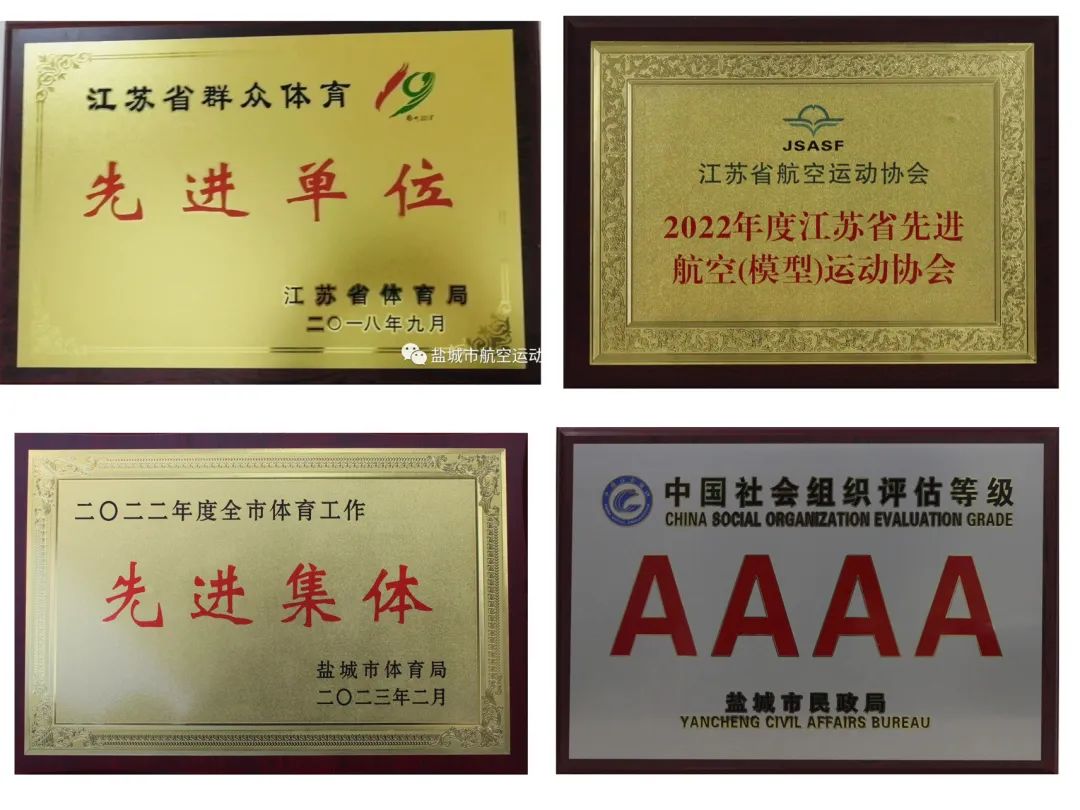 江苏省群众体育
19
先进单位
江苏省体育局
二〇一八年九月
盐城市航空运动
JSASF
江苏省航空运动协会
2022年度江苏省先进
航空(模型)运动协会
二〇二二年度全市体育工作
先进集体
盐城市体育局
二〇二三年二月
中国社会组织评估等级
CHINA SOCIAL ORGANIZATION EVALUATION GRADE
AAAA
盐城市民政局
YANCHENG CIVIL AFFAIRS BUREAU